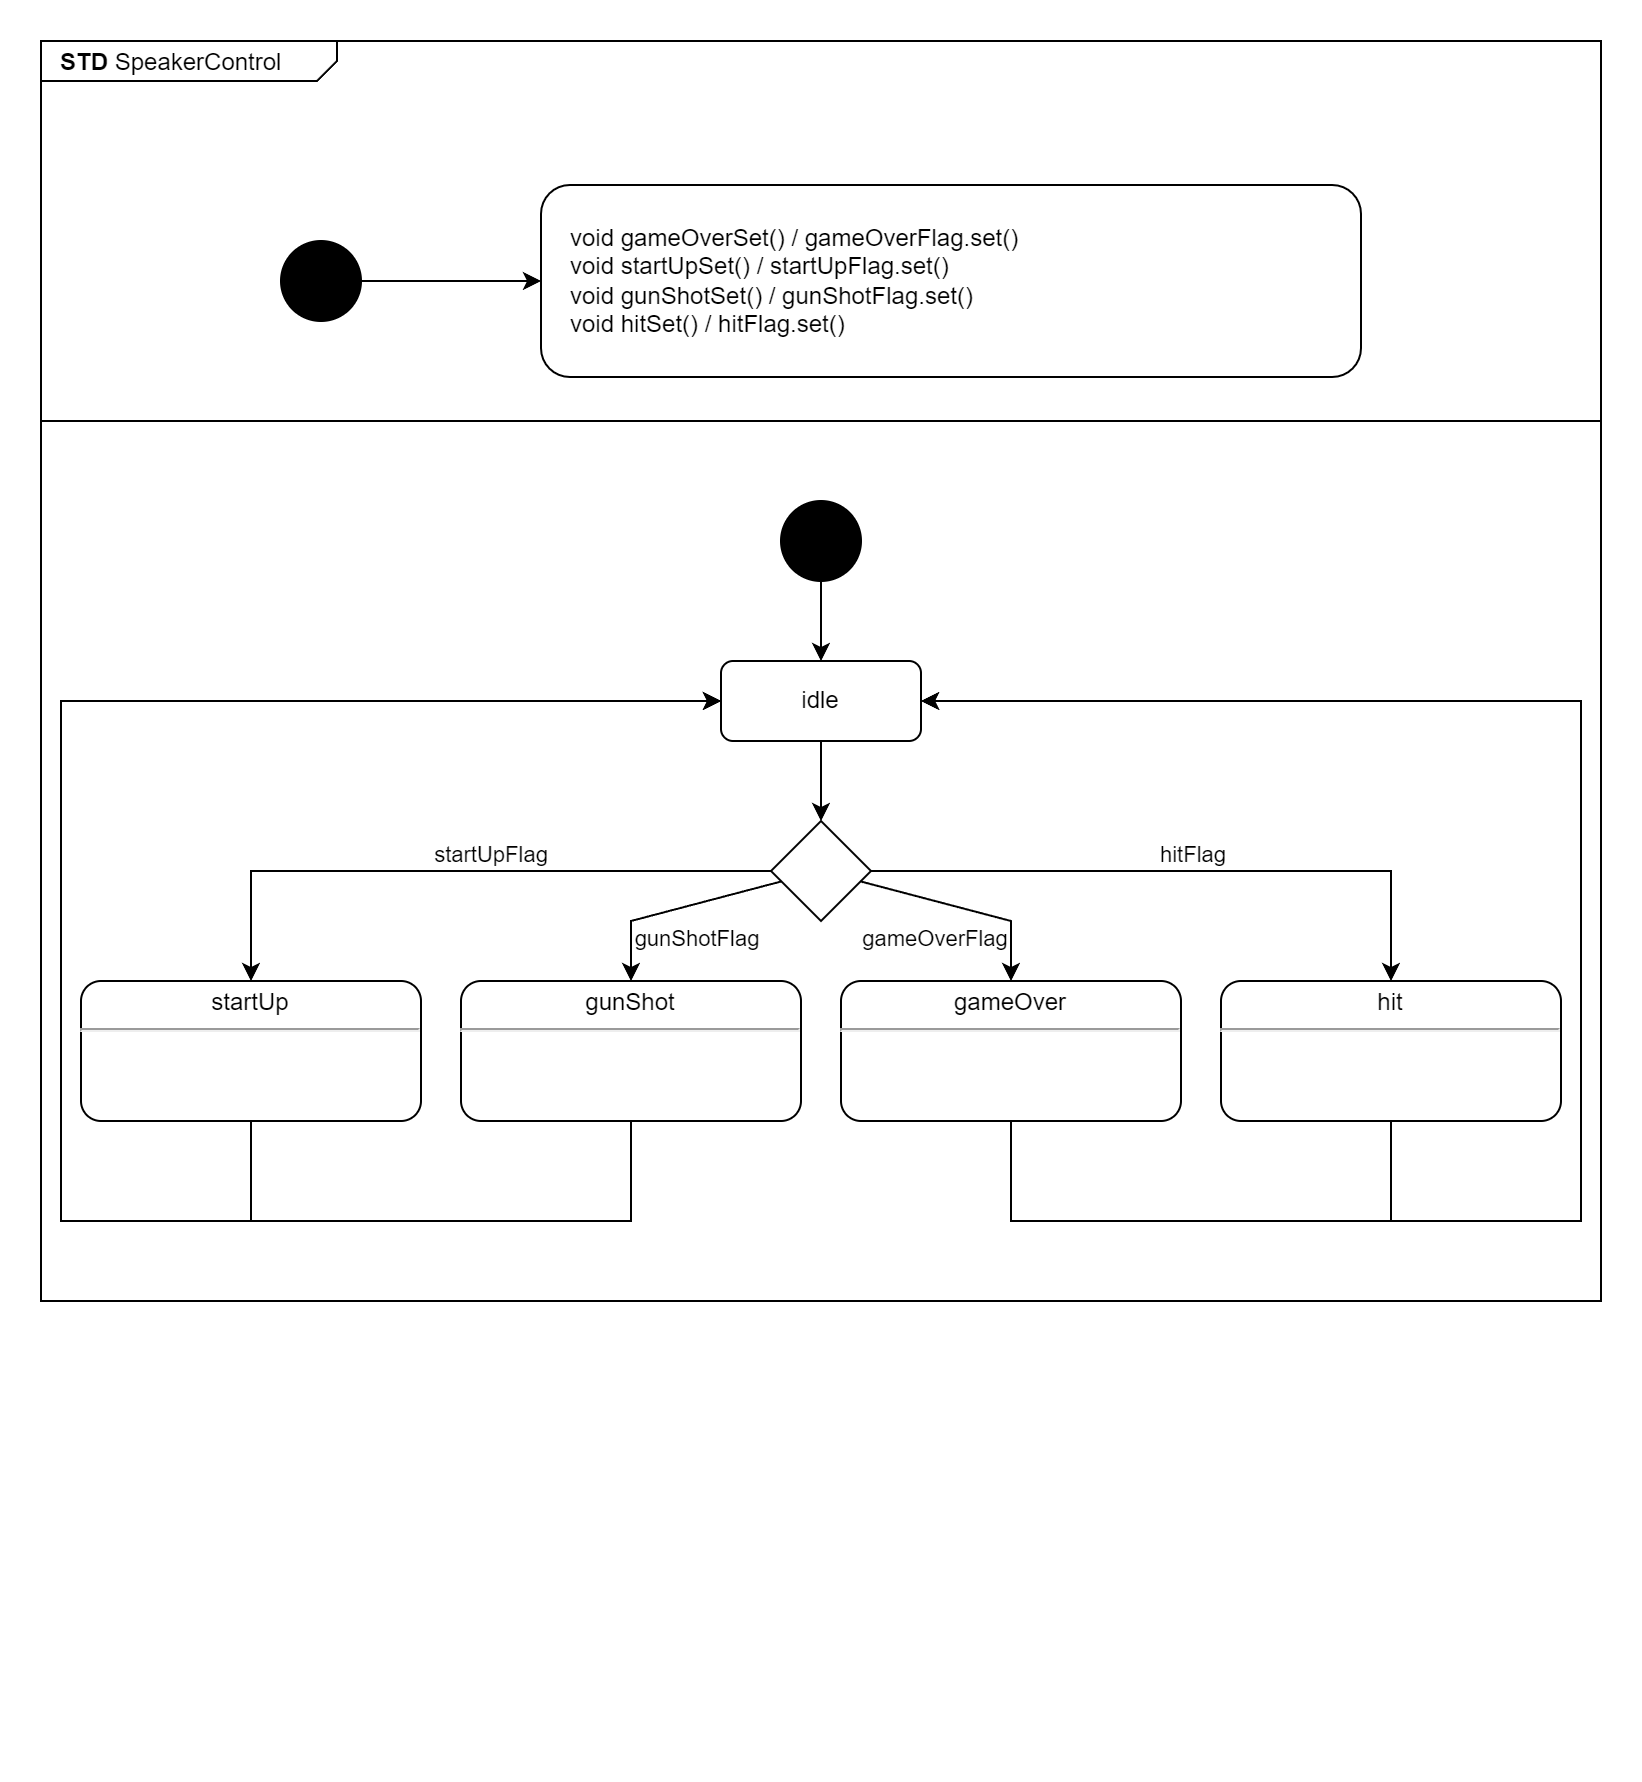 STD SpeakerControl
void gameOverSet() / gameOverFlag.set()
void startUpSet() / startUpFlag.set()
void gunShotSet() / gunShotFlag.set()
void hitSet() / hitFlag.set()
idle
startUpFlag
hitFlag
gunShotFlag
gameOverFlag
startUp
gunShot
gameOver
hit